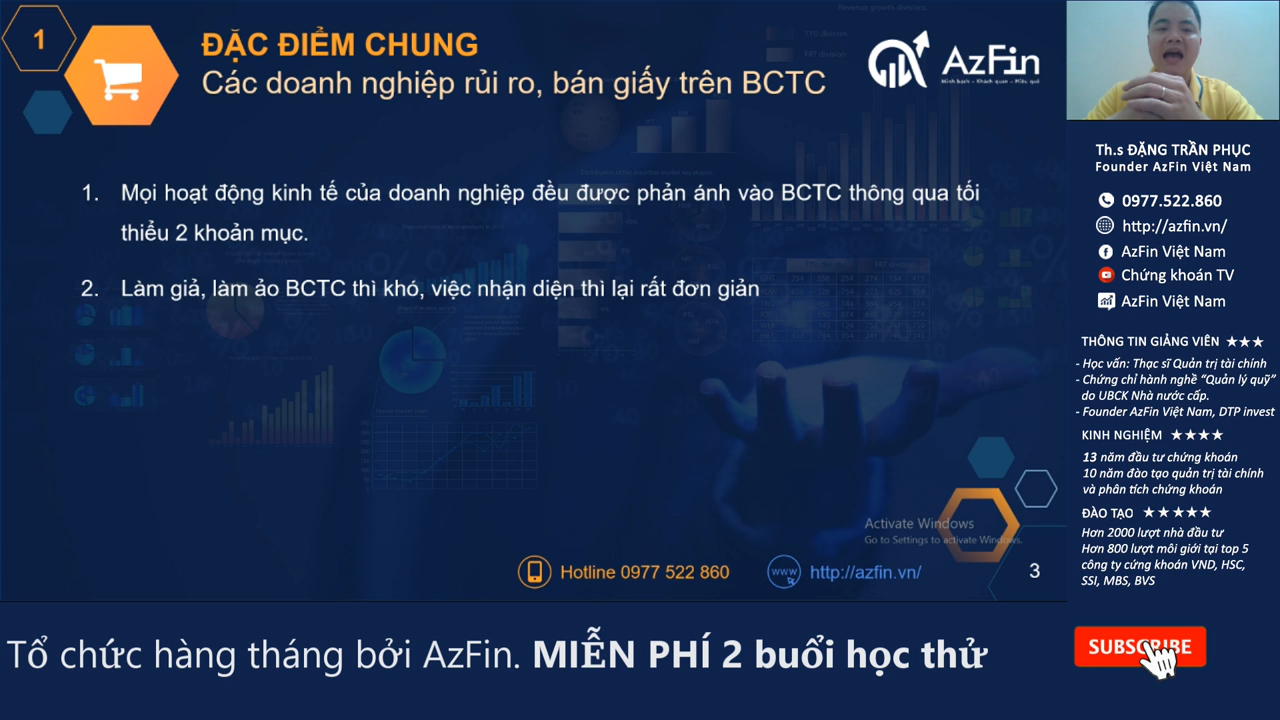 1
ĐẶC ĐIỂM CHUNG
Các doanh nghiệp rủi ro, bán giấy trên BCTC
AzFin
Minh bạch - Khách quan - Hiệu quả
1. Mọi hoạt động kinh tế của doanh nghiệp đều được phản ánh vào BCTC thông qua tối
thiểu 2 khoản mục.
2. Làm giả, làm ảo BCTC thì khó, việc nhận diện thì lại rất đơn giản
Activate Windows
Go to Settings to activate Windows.
Hotline 0977 522 860
www
http://azfin.vn/
3
Th.s ĐẶNG TRẦN PHỤC
Founder AzFin Việt Nam
0977.522.860
http://azfin.vn/
AzFin Việt Nam
Chứng khoán TV
AzFin Việt Nam
THÔNG TIN GIẢNG VIÊN ★★★
- Học vấn: Thạc sĩ Quản trị tài chính
- Chứng chỉ hành nghề “Quản lý quỹ”
do UBCK Nhà nước cấp.
- Founder AzFin Việt Nam, DTP invest
KINH NGHIỆM ★★★★
13 năm đầu tư chứng khoán
10 năm đào tạo quản trị tài chính
và phân tích chứng khoán
ĐÀO TẠO ★★★★★
Hơn 2000 lượt nhà đầu tư
Hơn 800 lượt môi giới tại top 5
công ty cứng khoán VND, HSC,
SSI, MBS, BVS
Tổ chức hàng tháng bởi AzFin. MIỄN PHÍ 2 buổi học thử
SUBSCRIBE